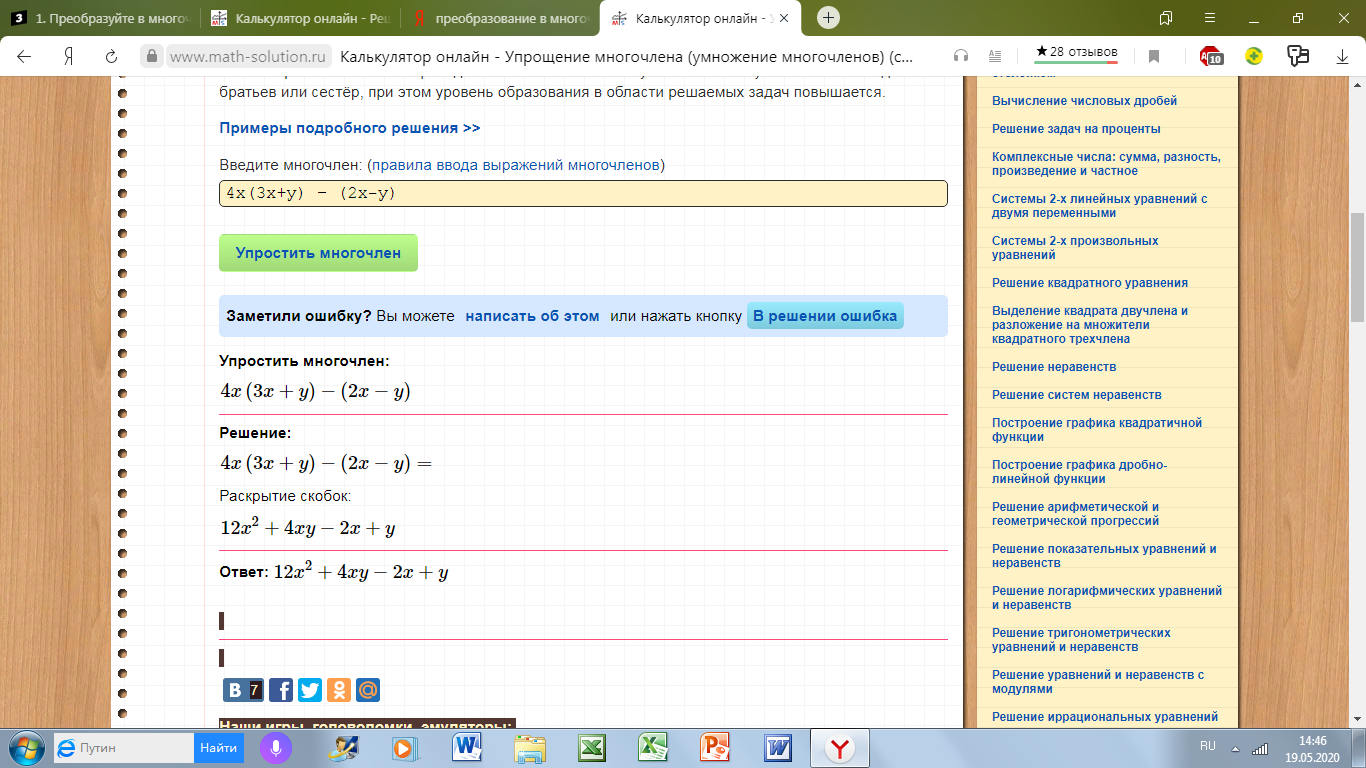 1. Преобразуйте в многоч
Калькулятор онлайн - Реш
преобразование в много
Калькулятор онлайн - У
www.math-solution.ru
Калькулятор онлайн - Упрощение многочлена (умножение многочленов) (с...
★28 отзывов
10
братьев или сестёр, при этом уровень образования в области решаемых задач повышается.
Примеры подробного решения >>
Введите многочлен: (правила ввода выражений многочленов)
4x(3x+y) - (2x-y)
Упростить многочлен
Заметили ошибку? Вы можете написать об этом или нажать кнопку В решении ошибка
Упростить многочлен:
4x (3x + y) − (2x − y)
Решение:
4x (3x + y) − (2x − y) =
Раскрытие скобок:
12x² + 4xy − 2x + y
Ответ: 12x² + 4xy − 2x + y
В 7
Наши игры, головоломки, эмуляторы:
Вычисление числовых дробей
Решение задач на проценты
Комплексные числа: сумма, разность,
произведение и частное
Системы 2-х линейных уравнений с
двумя переменными
Системы 2-х произвольных
уравнений
Решение квадратного уравнения
Выделение квадрата двучлена и
разложение на множители
квадратного трехчлена
Решение неравенств
Решение систем неравенств
Построение графика квадратичной
функции
Построение графика дробно-
линейной функции
Решение арифметической и
геометрической прогрессий
Решение показательных уравнений и
неравенств
Решение логарифмических уравнений
и неравенств
Решение тригонометрических
уравнений и неравенств
Решение уравнений и неравенств с
модулями
Решение иррациональных уравнений
Путин
Найти
RU
14:46
19.05.2020